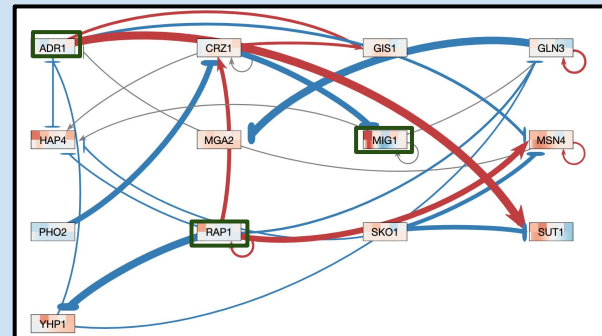 ADR1 CRZ1 GIS1 GLN3
HAP4 MGA2 MIG1 MSN4
PHO2 RAP1 SKO1 SUT1
YHP1